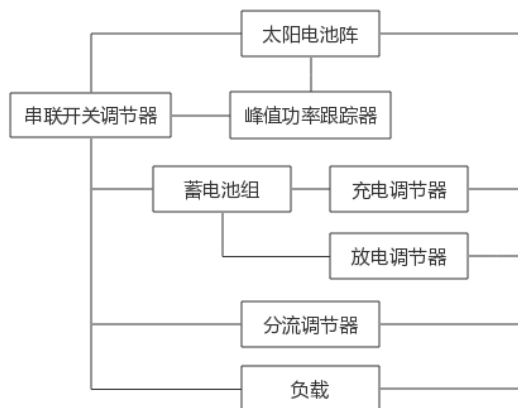 太阳电池阵
串联开关调节器
峰值功率跟踪器
蓄电池组
充电调节器
放电调节器
分流调节器
负载